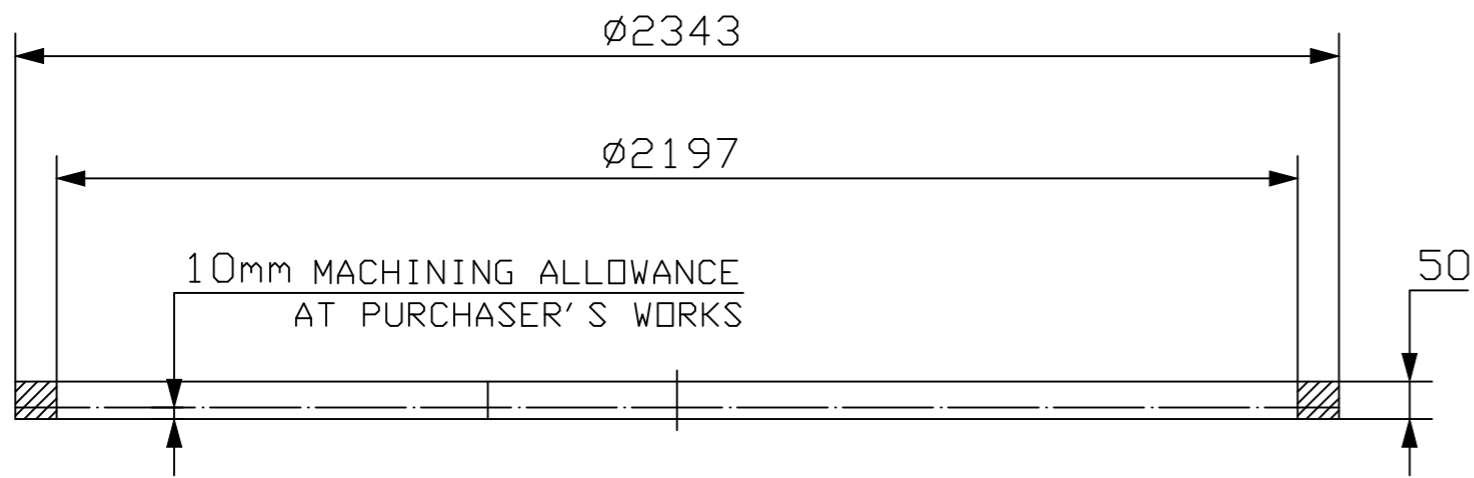 Ø2343
Ø2197
10mm MACHINING ALLOWANCE
AT PURCHASER'S WORKS
50